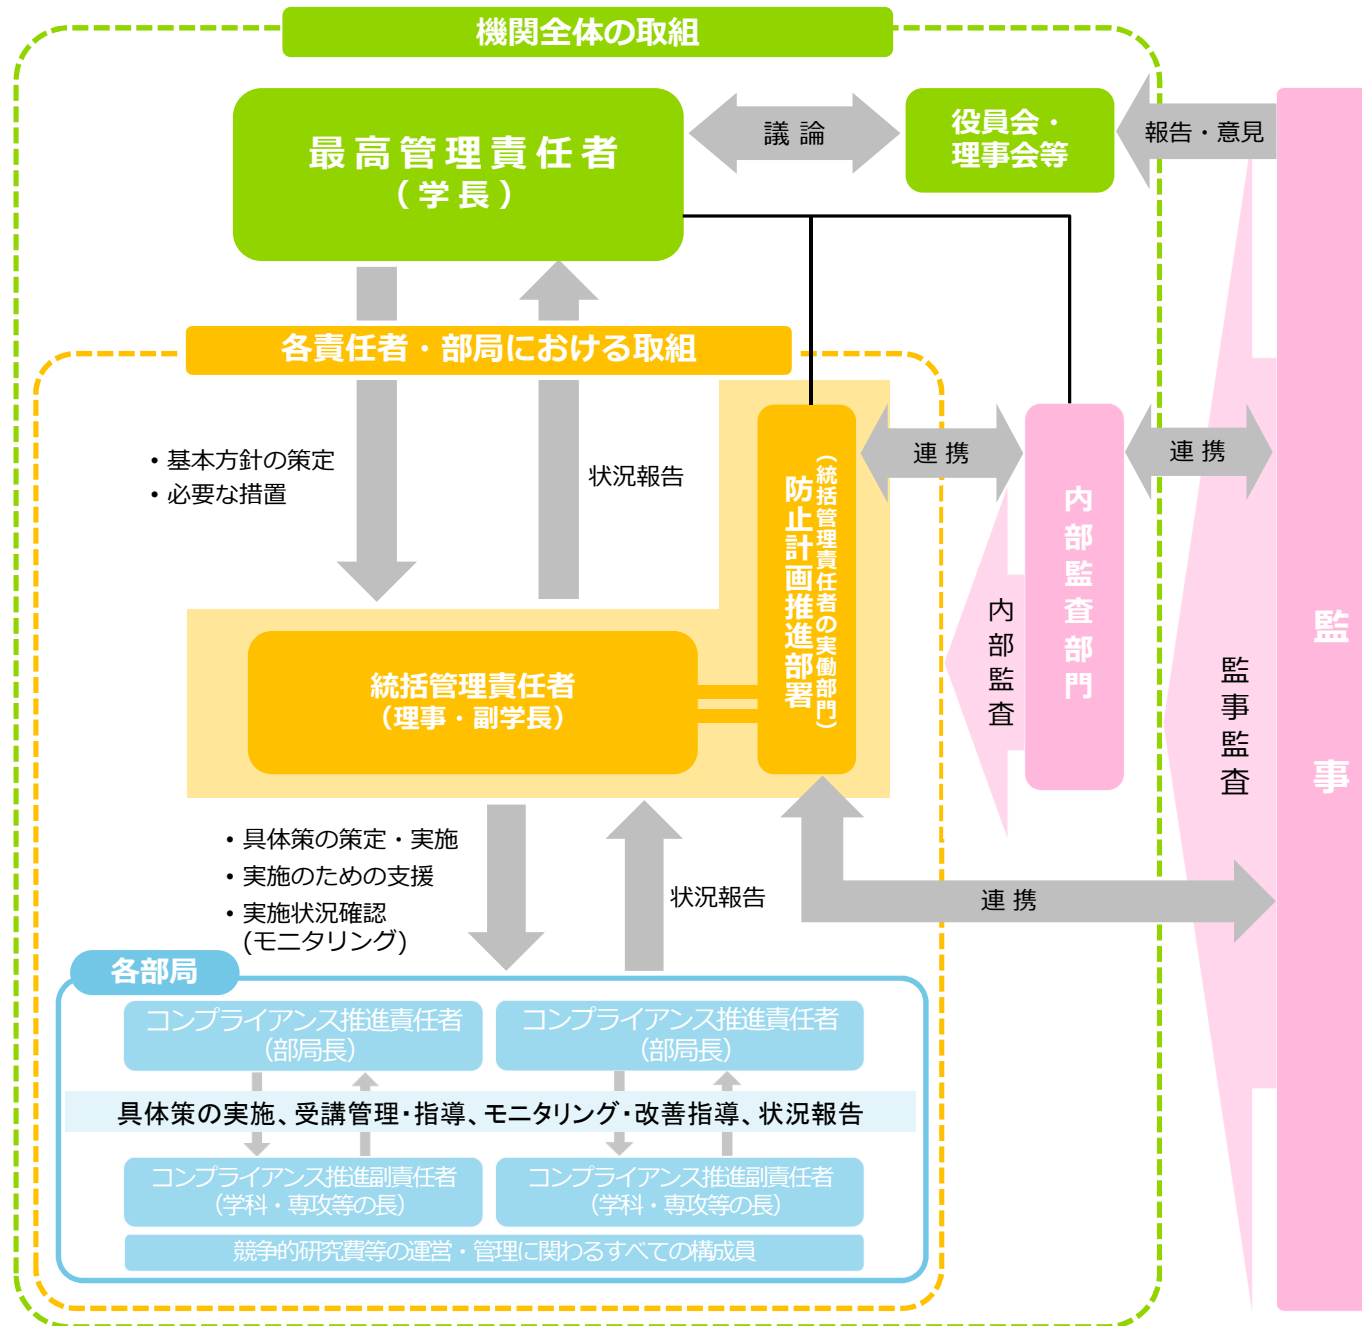 機関全体の取組
最高管理責任者
（学長）
議 論
役員会・
理事会等
報告・意見
各責任者・部局における取組
・基本方針の策定
・必要な措置
状況報告
防止計画推進部署
（統括管理責任者の実働部門）
連 携
内部監査部門
連 携
内部監査
監事監査
監事
統括管理責任者
（理事・副学長）
・具体策の策定・実施
・実施のための支援
・実施状況確認
(モニタリング)
状況報告
連 携
各部局
コンプライアンス推進責任者
（部局長）
コンプライアンス推進責任者
（部局長）
具体策の実施、受講管理・指導、モニタリング・改善指導、状況報告
コンプライアンス推進副責任者
（学科・専攻等の長）
コンプライアンス推進副責任者
（学科・専攻等の長）
競争的研究費等の運営・管理に関わるすべての構成員